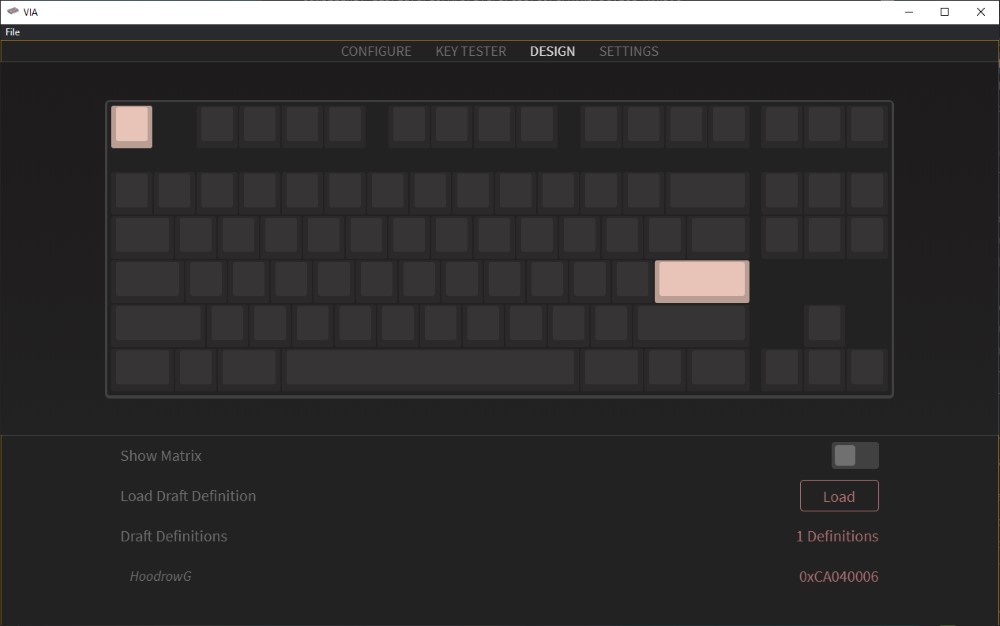 VIA
File
CONFIGURE KEY TESTER DESIGN SETTINGS
Show Matrix
Load Draft Definition Load
Draft Definitions 1 Definitions
HoodrowG 0xCA040006